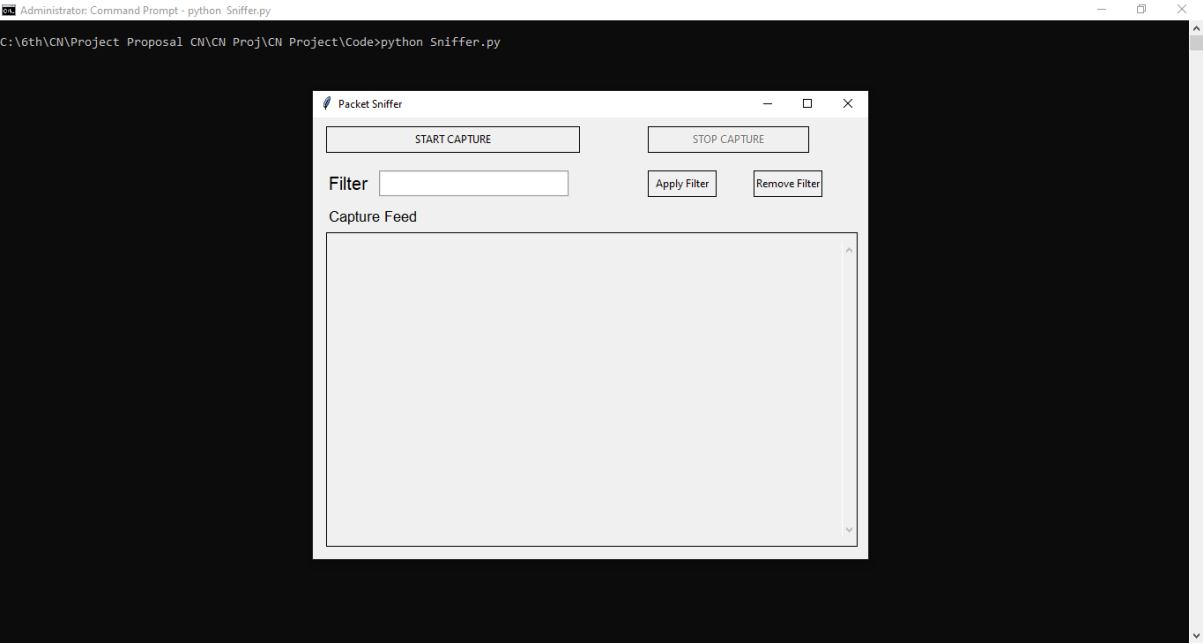 Administrator: Command Prompt - python  Sniffer.py
C:\6th\CN\Project Proposal CN\CN Proj\CN Project\Code>python Sniffer.py
Packet Sniffer
START CAPTURE
STOP CAPTURE
Filter
Apply Filter
Remove Filter
Capture Feed